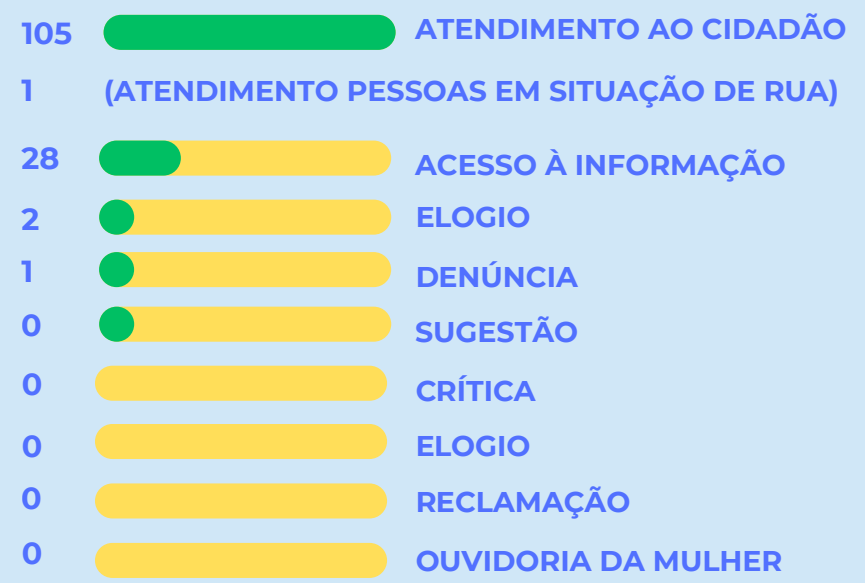 105 ATENDIMENTO AO CIDADÃO
1 (ATENDIMENTO PESSOAS EM SITUAÇÃO DE RUA)
28 ACESSO À INFORMAÇÃO
2 ELOGIO
1 DENÚNCIA
0 SUGESTÃO
0 CRÍTICA
0 ELOGIO
0 RECLAMAÇÃO
0 OUVIDORIA DA MULHER